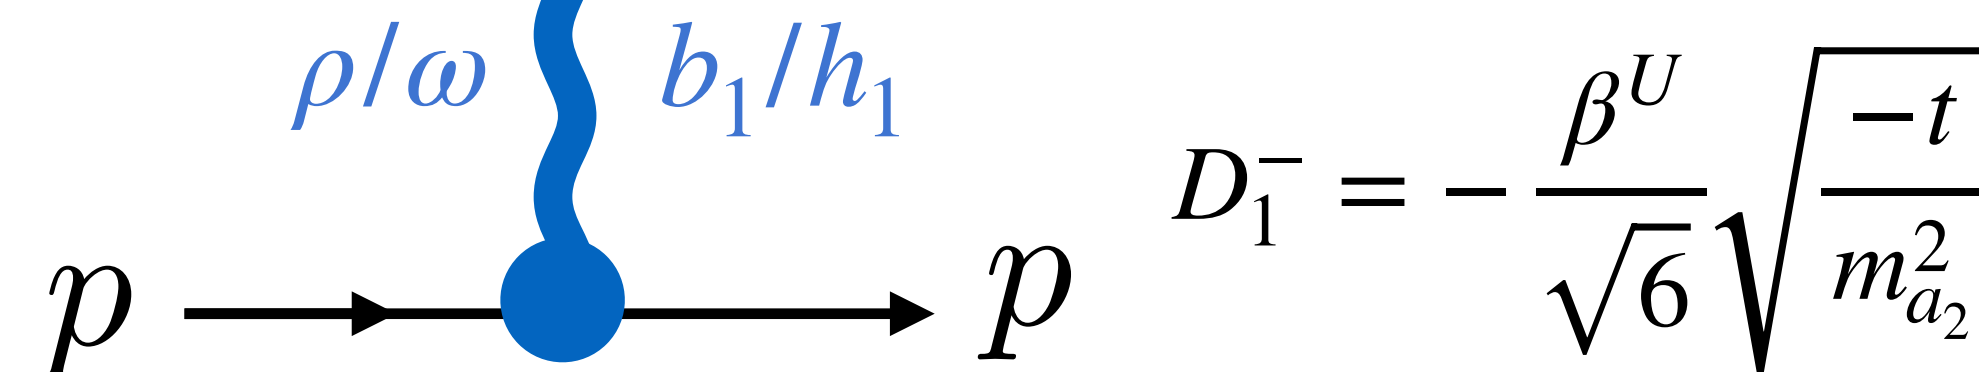 ρ/ω b₁/h₁
p p
D₁⁻ = − β^U/√6 √(−t/m²_{a₂}